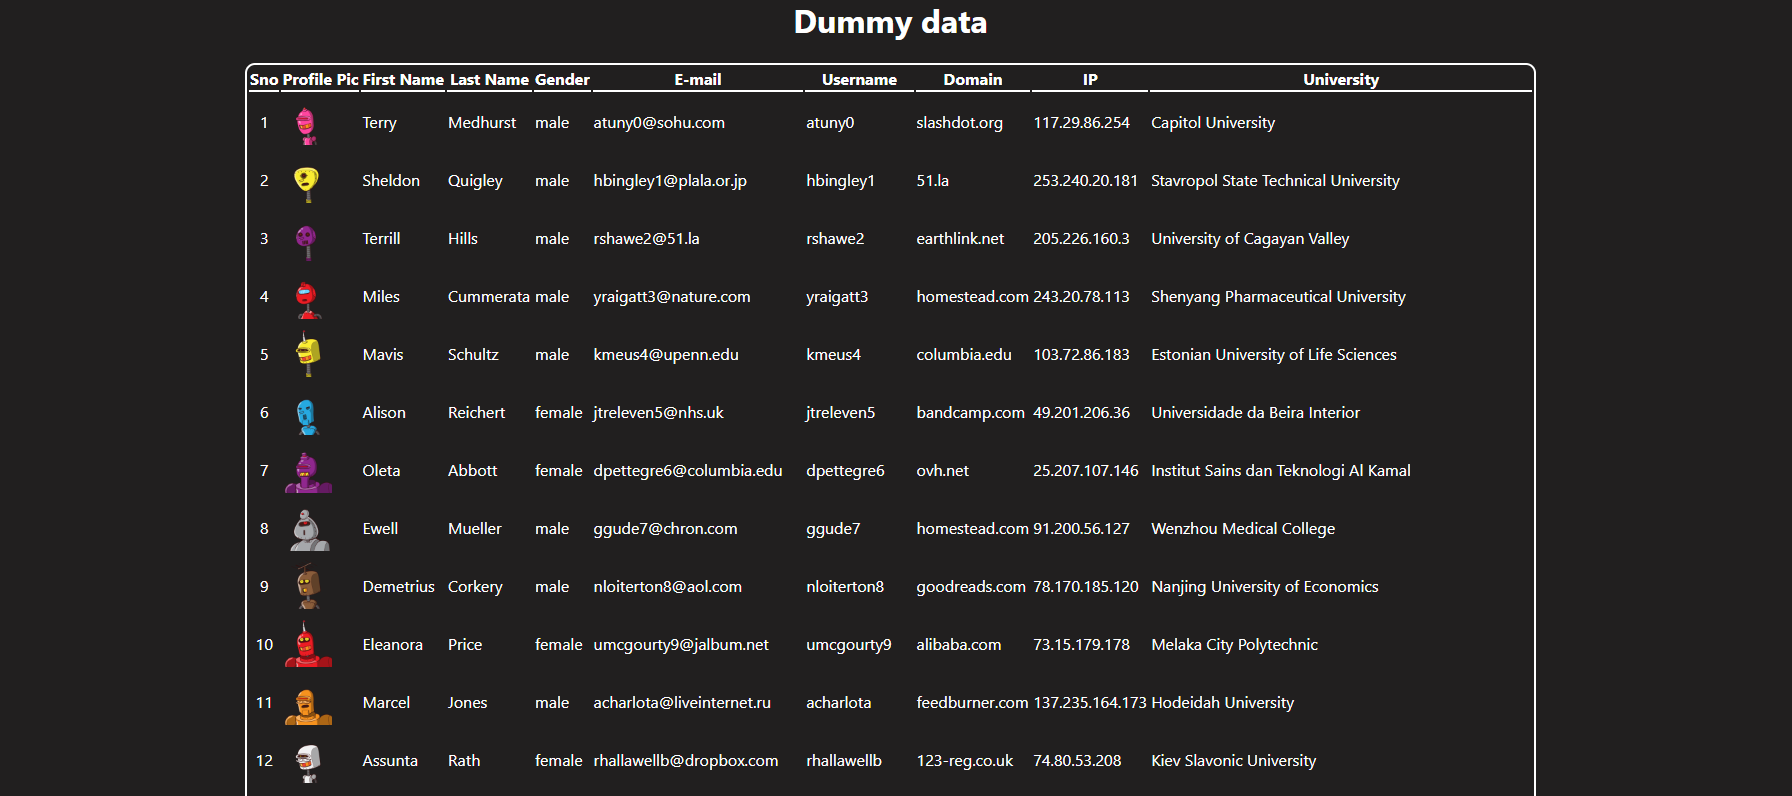 Dummy data
Sno Profile Pic First Name Last Name Gender E-mail Username Domain IP University
1 Terry Medhurst male atuny0@sohu.com atuny0 slashdot.org 117.29.86.254 Capitol University
2 Sheldon Quigley male hbingley1@plala.or.jp hbingley1 51.la 253.240.20.181 Stavropol State Technical University
3 Terrill Hills male rshawe2@51.la rshawe2 earthlink.net 205.226.160.3 University of Cagayan Valley
4 Miles Cummerata male yraigatt3@nature.com yraigatt3 homestead.com 243.20.78.113 Shenyang Pharmaceutical University
5 Mavis Schultz male kmeus4@upenn.edu kmeus4 columbia.edu 103.72.86.183 Estonian University of Life Sciences
6 Alison Reichert female jtreleven5@nhs.uk jtreleven5 bandcamp.com 49.201.206.36 Universidade da Beira Interior
7 Oleta Abbott female dpettegre6@columbia.edu dpettegre6 ovh.net 25.207.107.146 Institut Sains dan Teknologi Al Kamal
8 Ewell Mueller male ggude7@chron.com ggude7 homestead.com 91.200.56.127 Wenzhou Medical College
9 Demetrius Corkery male nloiterton8@aol.com nloiterton8 goodreads.com 78.170.185.120 Nanjing University of Economics
10 Eleanora Price female umcgourty9@jalbum.net umcgourty9 alibaba.com 73.15.179.178 Melaka City Polytechnic
11 Marcel Jones male acharlota@liveinternet.ru acharlota feedburner.com 137.235.164.173 Hodeidah University
12 Assunta Rath female rhallawellb@dropbox.com rhallawellb 123-reg.co.uk 74.80.53.208 Kiev Slavonic University